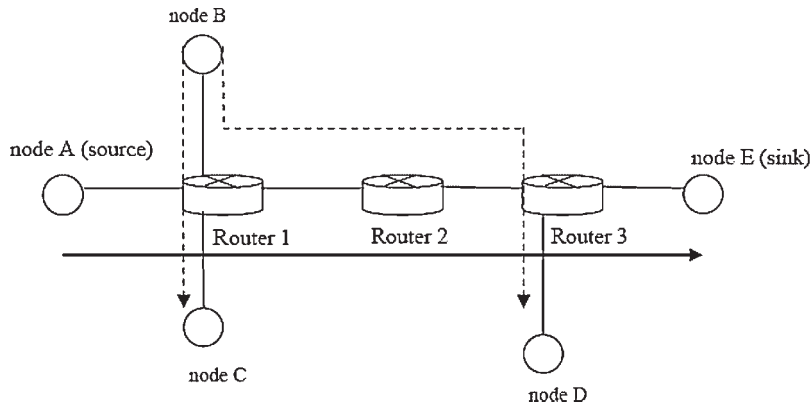 node B
node A (source)
node E (sink)
Router 1
Router 2
Router 3
node C
node D